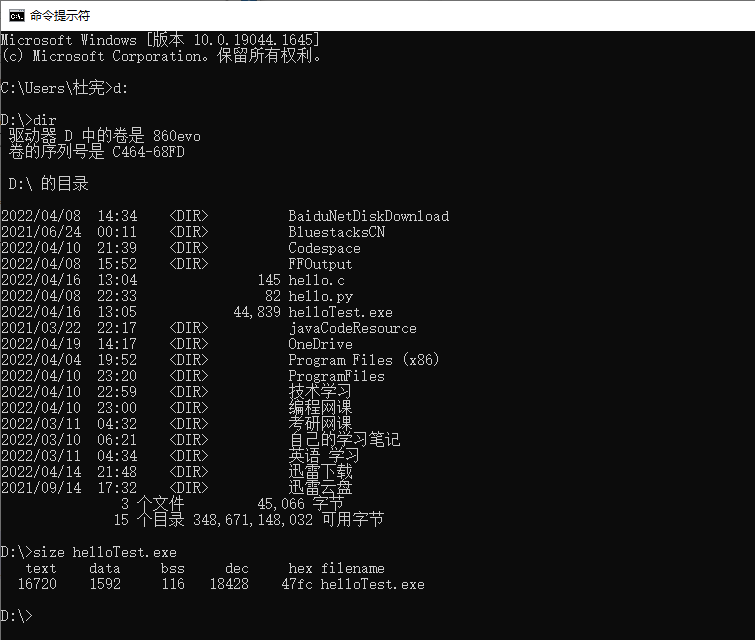 命令提示符
Microsoft Windows [版本 10.0.19044.1645]
(c) Microsoft Corporation。保留所有权利。
C:\Users\杜宪>d:
D:\>dir
驱动器 D 中的卷是 860evo
卷的序列号是 C464-68FD
D:\ 的目录
2022/04/08  14:34    <DIR>          BaiduNetDiskDownload
2021/06/24  00:11    <DIR>          BluestacksCN
2022/04/10  21:39    <DIR>          Codespace
2022/04/08  15:52    <DIR>          FFOutput
2022/04/16  13:04               145 hello.c
2022/04/08  22:33                82 hello.py
2022/04/16  13:05            44,839 helloTest.exe
2021/03/22  22:17    <DIR>          javaCodeResource
2022/04/19  14:17    <DIR>          OneDrive
2022/04/04  19:52    <DIR>          Program Files (x86)
2022/04/10  23:20    <DIR>          ProgramFiles
2022/04/10  22:59    <DIR>          技术学习
2022/04/10  23:00    <DIR>          编程网课
2022/03/11  04:32    <DIR>          考研网课
2022/03/10  06:21    <DIR>          自己的学习笔记
2022/03/11  04:34    <DIR>          英语 学习
2022/04/14  21:48    <DIR>          迅雷下载
2021/09/14  17:32    <DIR>          迅雷云盘
3 个文件         45,066 字节
15 个目录 348,671,148,032 可用字节
D:\>size helloTest.exe
text    data     bss     dec     hex filename
16720    1592     116   18428    47fc helloTest.exe
D:\>